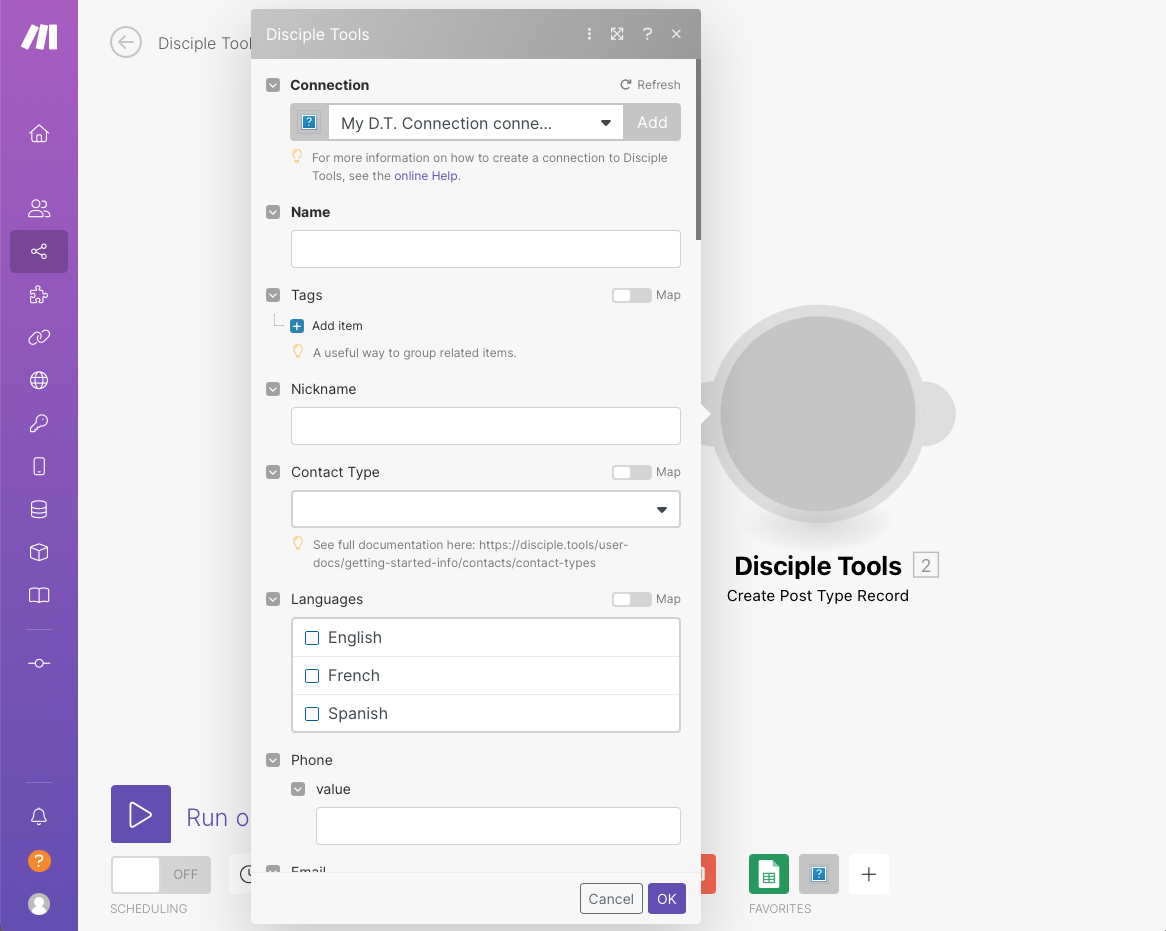 Disciple Tool
Disciple Tools
?
Connection
Refresh
My D.T. Connection conne...
Add
For more information on how to create a connection to Disciple
Tools, see the online Help.
Name
Tags
Map
Add item
A useful way to group related items.
Nickname
Contact Type
Map
See full documentation here: https://disciple.tools/user-
docs/getting-started-info/contacts/contact-types
Languages
Map
English
French
Spanish
Phone
value
Email
Cancel
OK
Disciple Tools 2
Create Post Type Record
Run o
OFF
SCHEDULING
FAVORITES
?